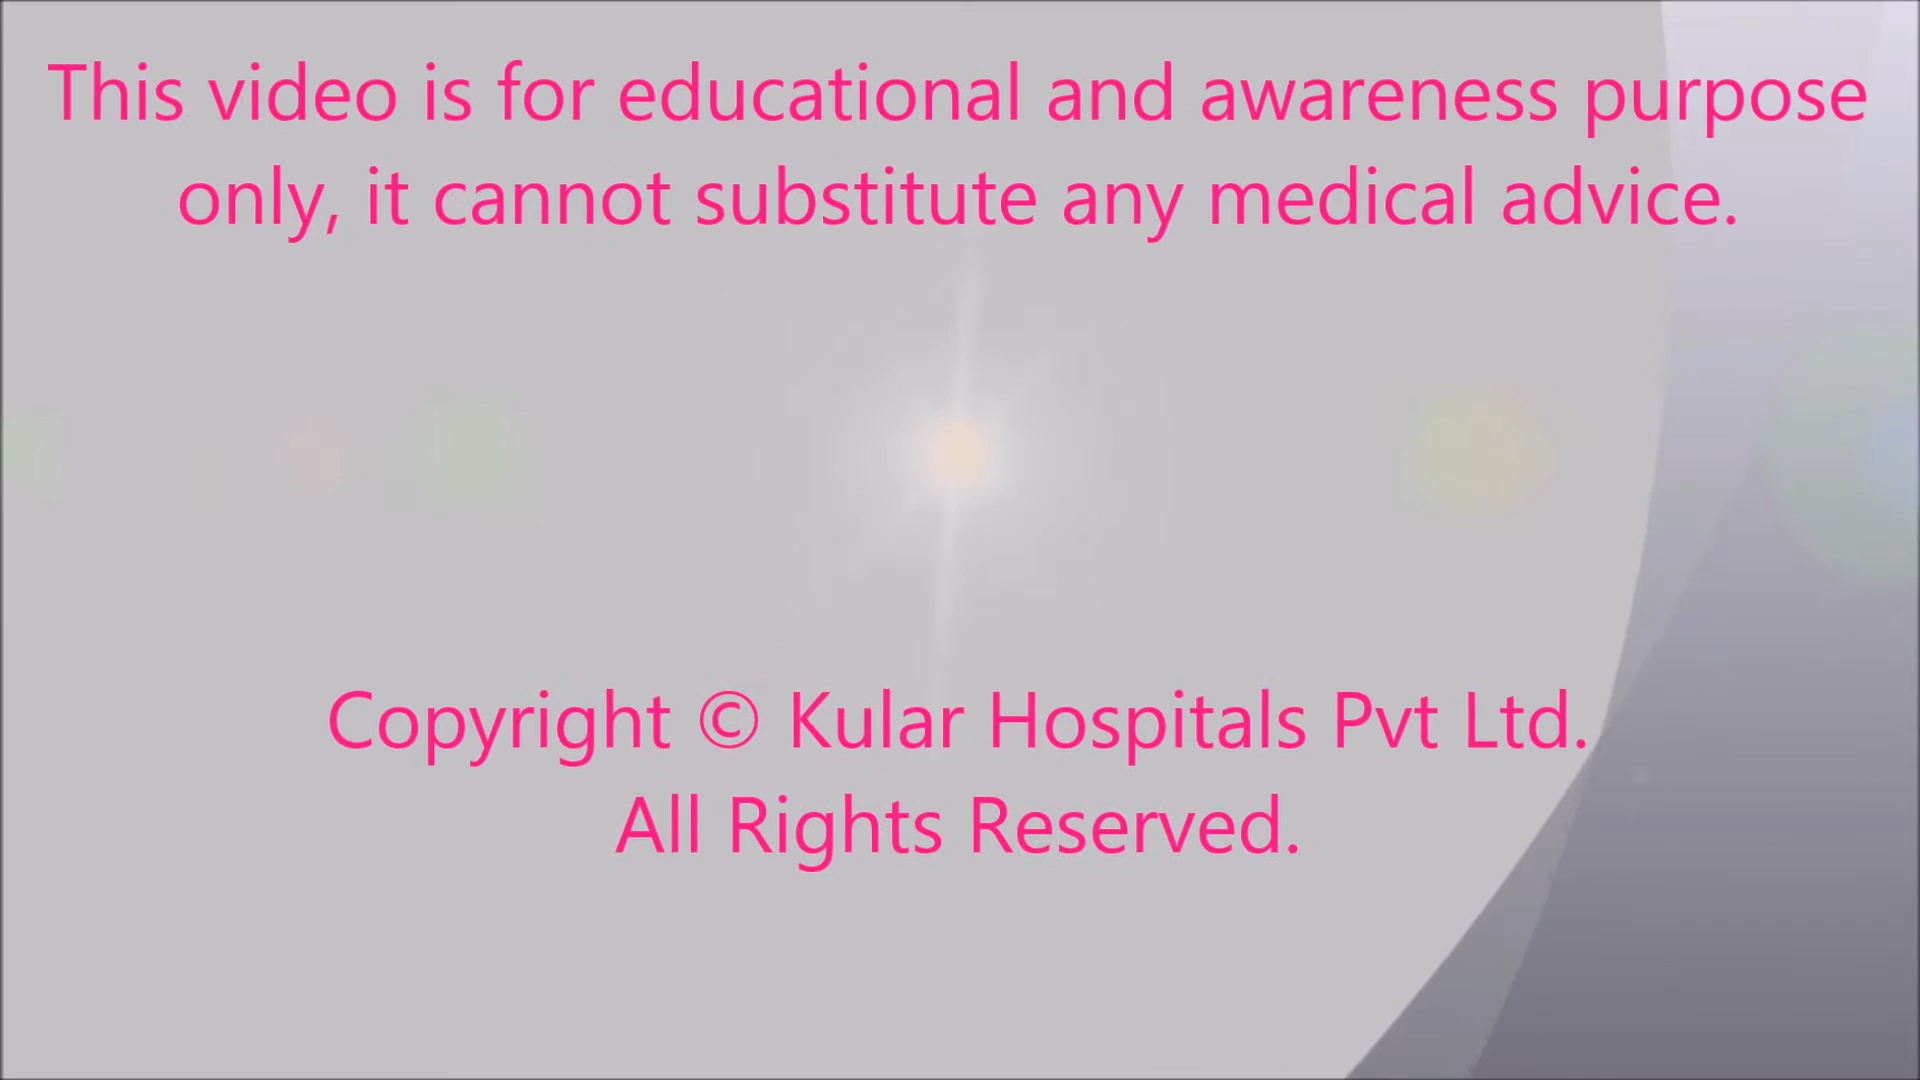 This video is for educational and awareness purpose
only, it cannot substitute any medical advice.
Copyright © Kular Hospitals Pvt Ltd.
All Rights Reserved.